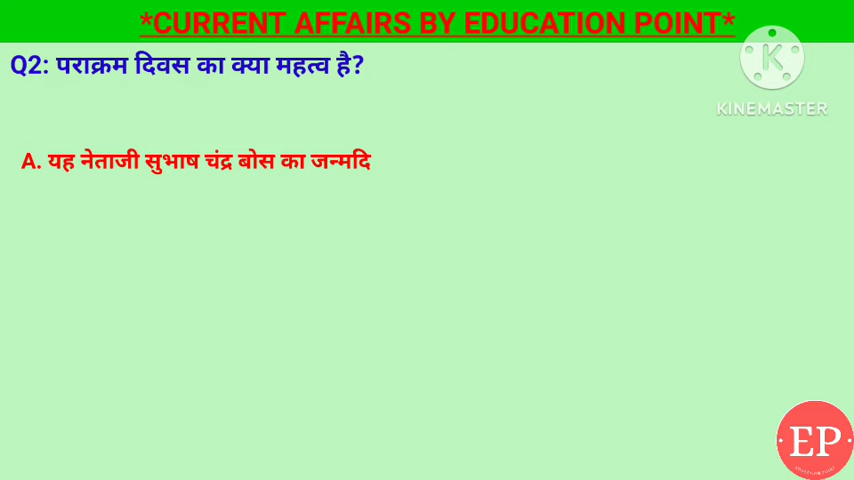 *CURRENT AFFAIRS BY EDUCATION POINT*
Q2: पराक्रम दिवस का क्या महत्व है?
K
KINEMASTER
A. यह नेताजी सुभाष चंद्र बोस का जन्मदि
EP